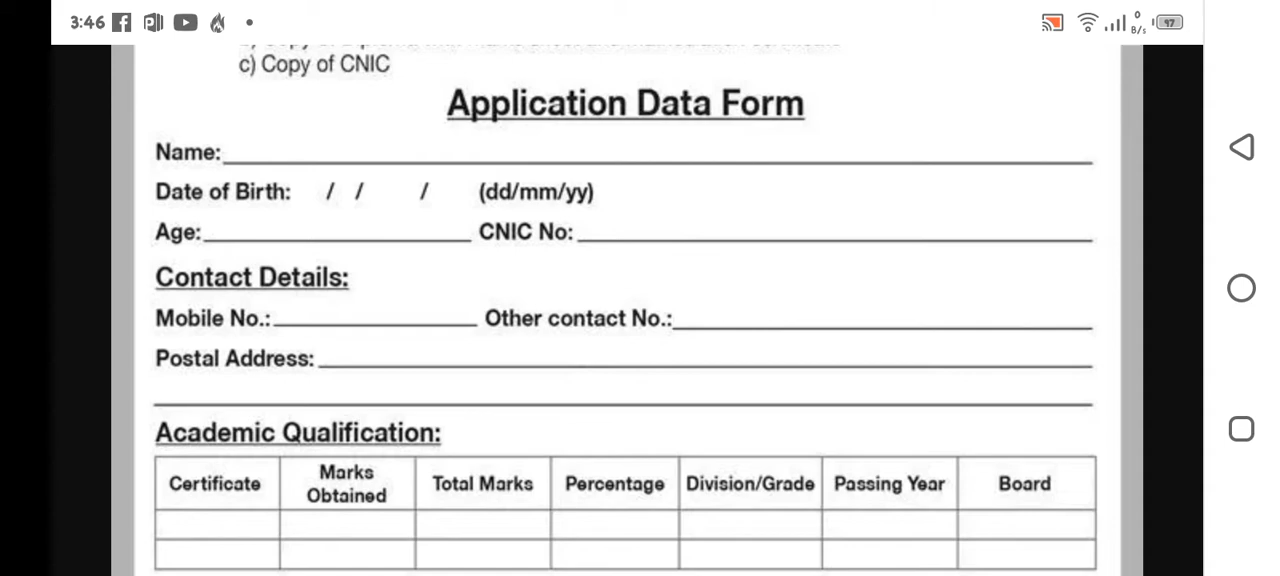 3:46
0
B/s
97
c) Copy of CNIC
Application Data Form
Name:
Date of Birth: / / / (dd/mm/yy)
Age: CNIC No:
Contact Details:
Mobile No.: Other contact No.:
Postal Address:
Academic Qualification:
Certificate Marks Obtained Total Marks Percentage Division/Grade Passing Year Board